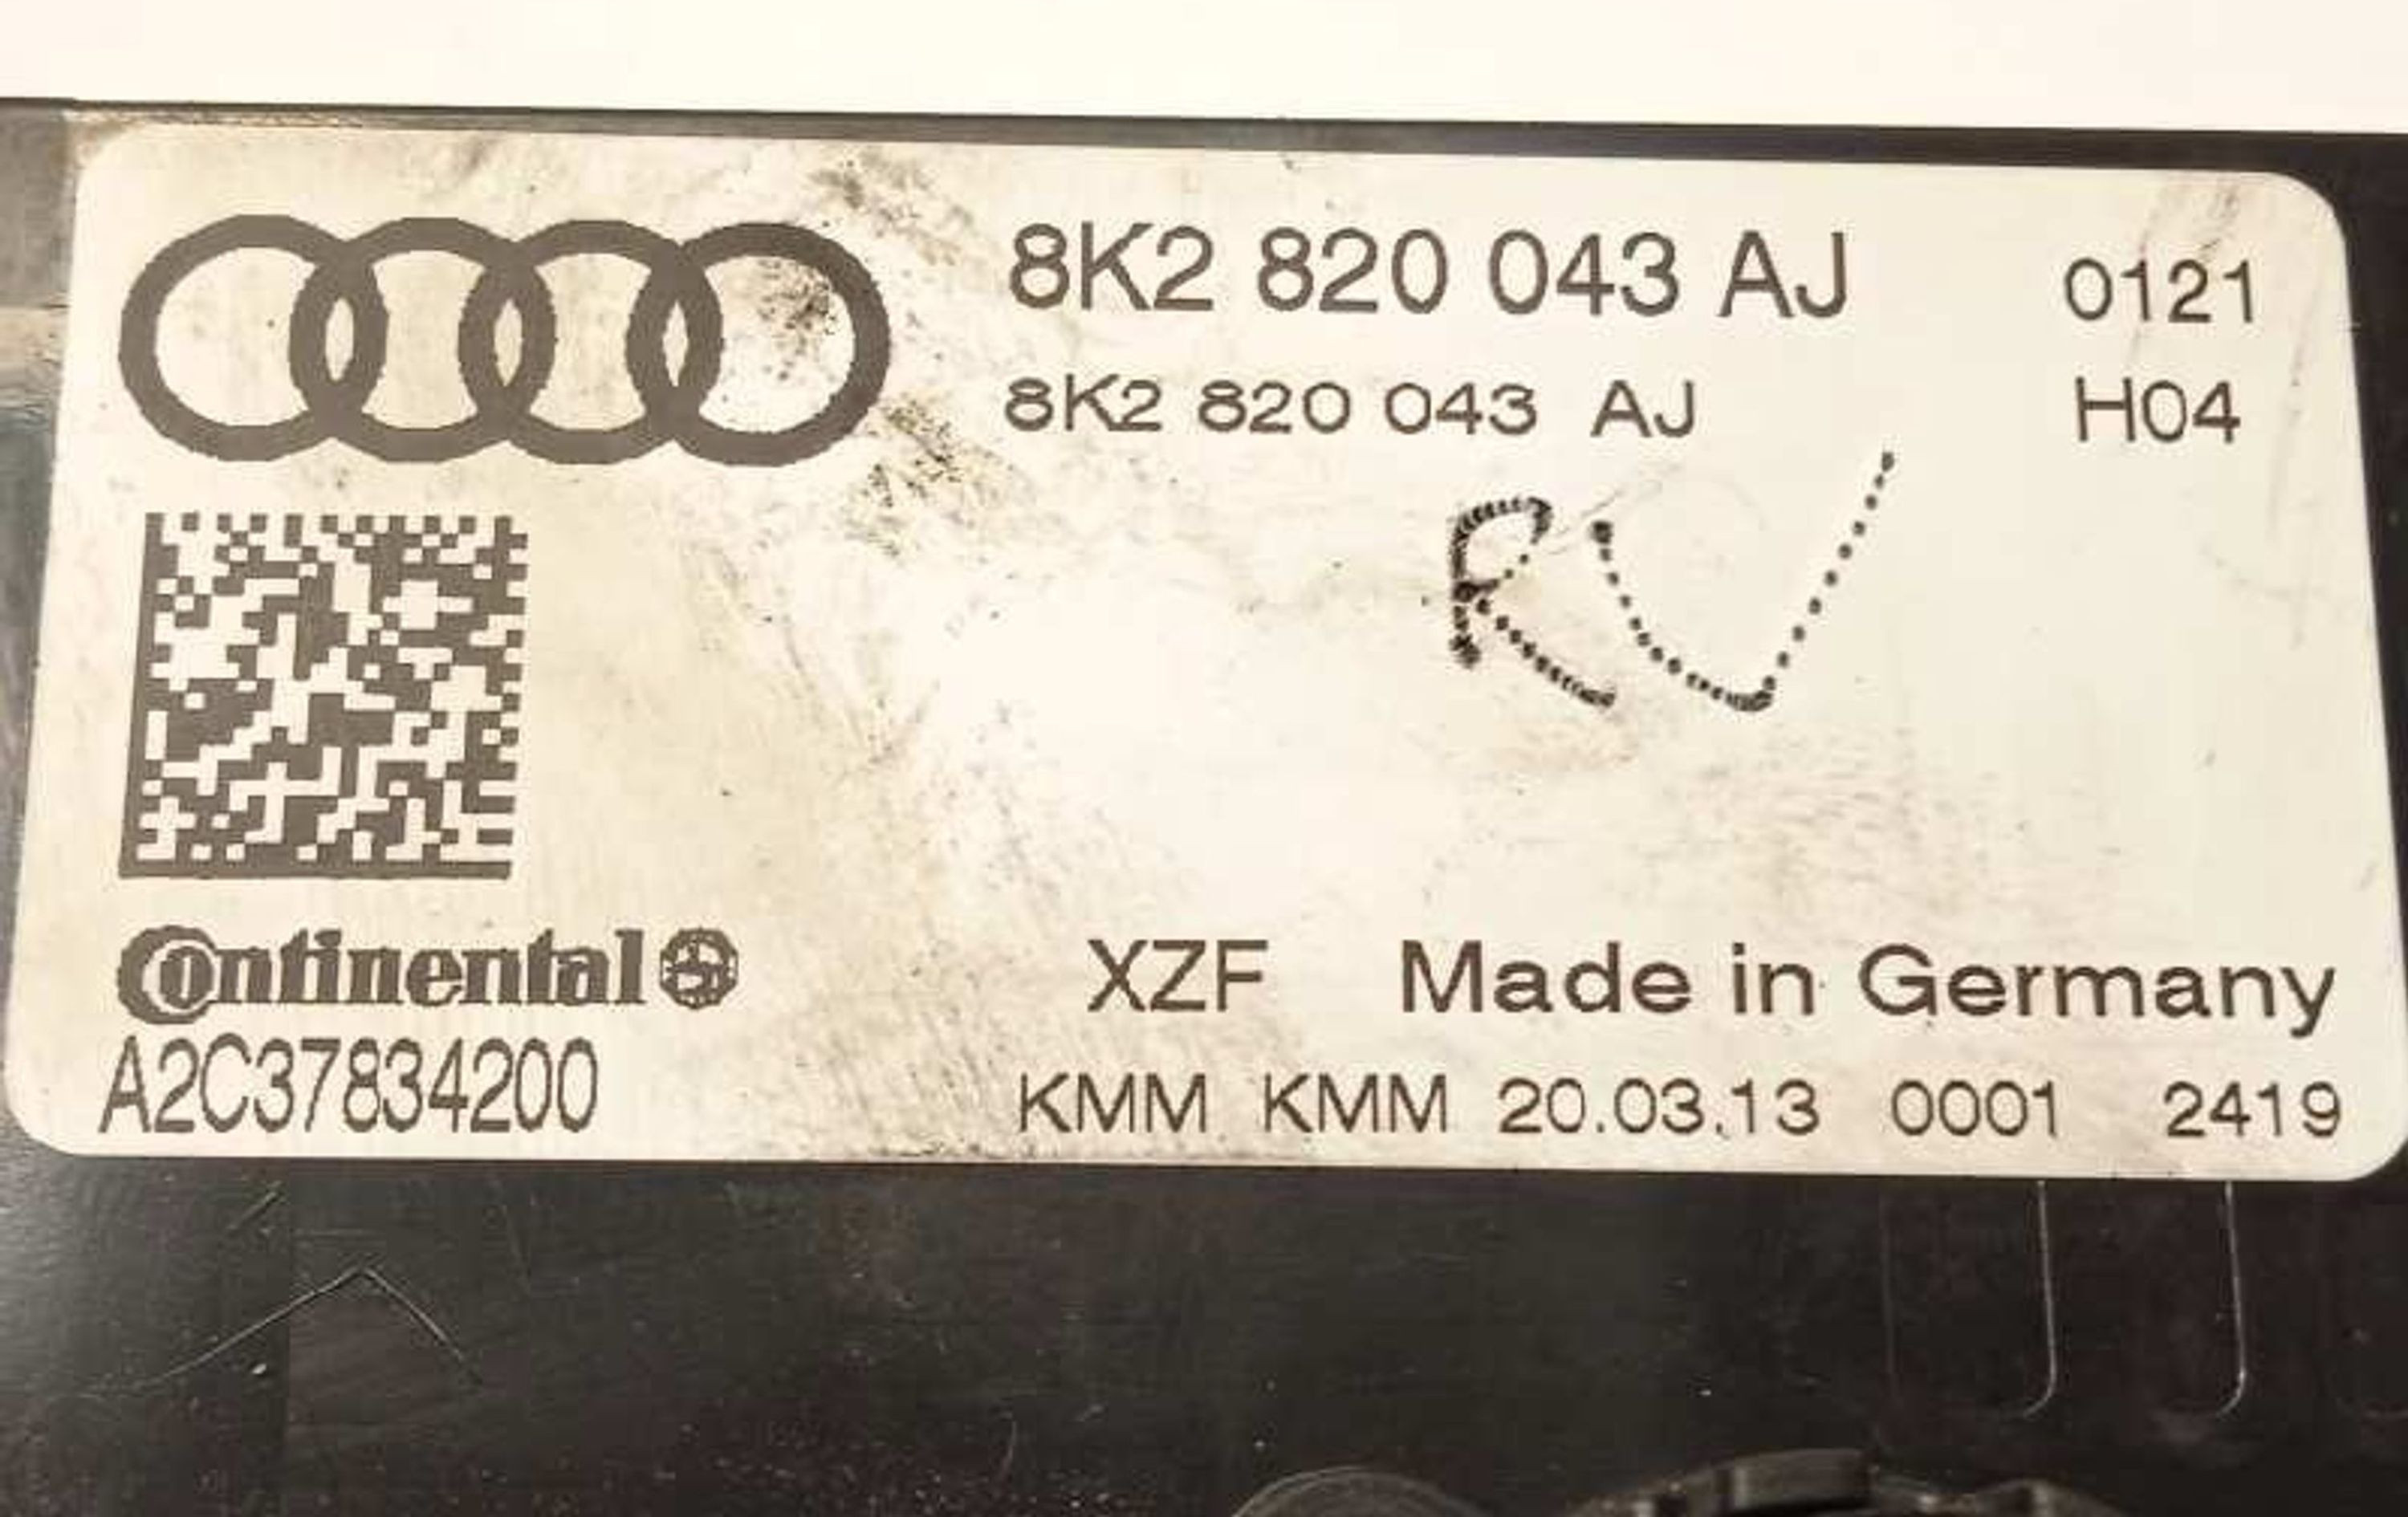 8K2 820 043 AJ 0121
8K2 820 043 AJ H04
RV
Continental
XZF Made in Germany
A2C37834200
KMM KMM 20.03.13 0001 2419